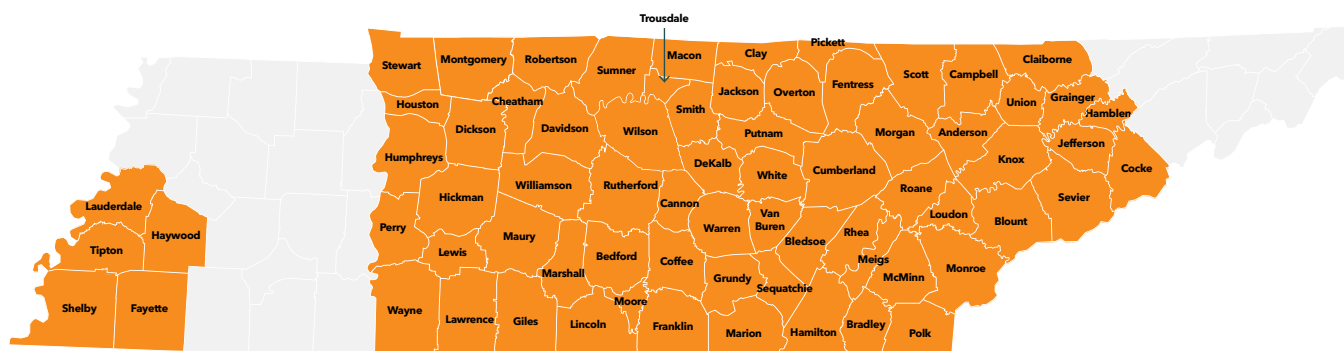 Trousdale
Pickett
Stewart
Montgomery
Robertson
Sumner
Macon
Clay
Fentress
Scott
Campbell
Claiborne
Houston
Cheatham
Smith
Jackson
Overton
Union
Grainger
Hamblen
Dickson
Davidson
Wilson
Putnam
Morgan
Anderson
Jefferson
Humphreys
DeKalb
White
Cumberland
Knox
Cocke
Hickman
Williamson
Rutherford
Cannon
Roane
Sevier
Lauderdale
Haywood
Perry
Warren
Van
Buren
Loudon
Blount
Tipton
Lewis
Maury
Bedford
Coffee
Bledsoe
Rhea
Meigs
McMinn
Monroe
Marshall
Grundy
Sequatchie
Shelby
Fayette
Wayne
Lawrence
Giles
Moore
Lincoln
Franklin
Marion
Hamilton
Bradley
Polk